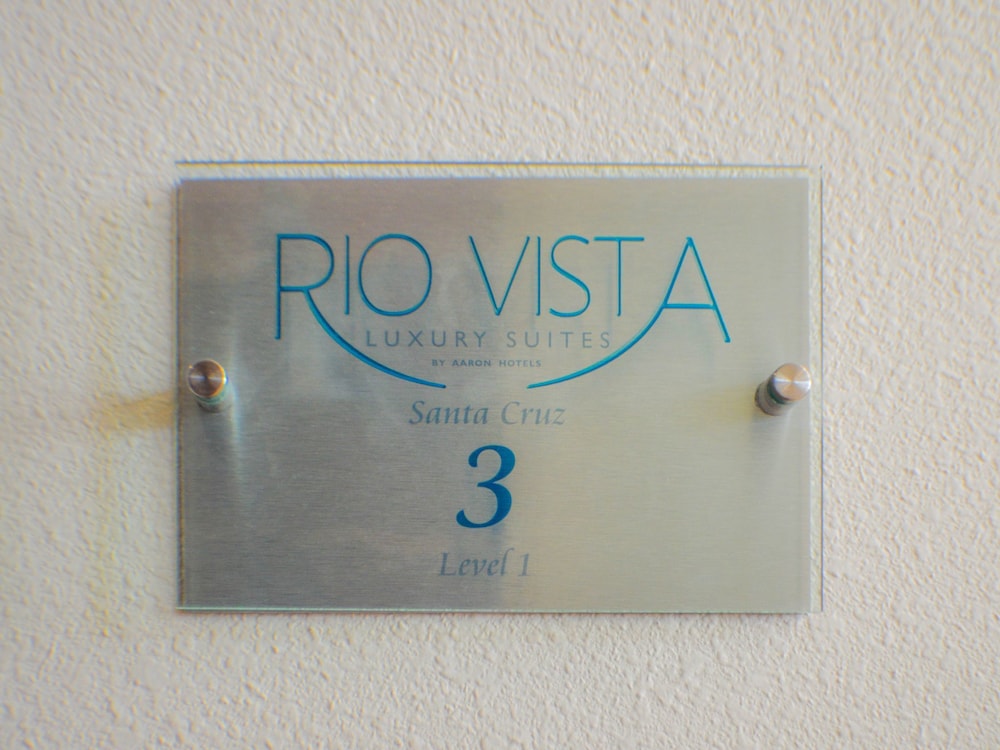 RIO VISTA
LUXURY SUITES
BY AARON HOTELS
Santa Cruz
3
Level 1